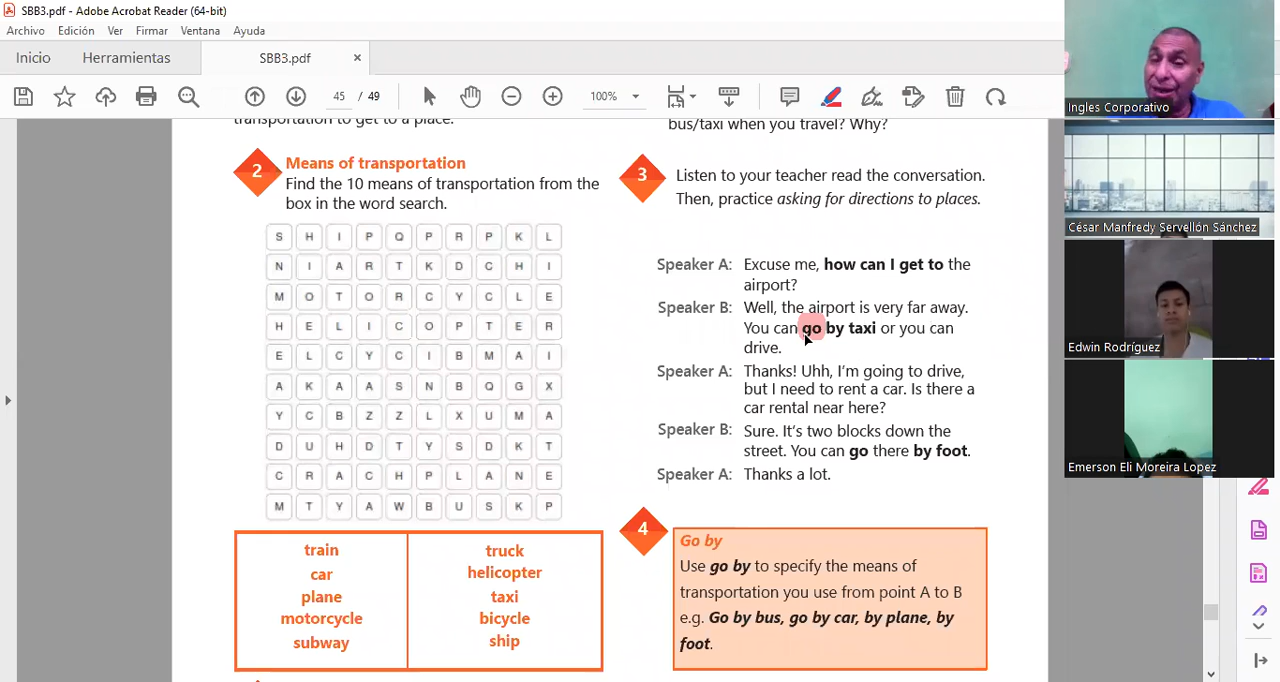 SBB3.pdf - Adobe Acrobat Reader (64-bit)
Archivo Edición Ver Firmar Ventana Ayuda
Inicio Herramientas SBB3.pdf ×
45 / 49 100%
transportation to get to a place.
2 Means of transportation
Find the 10 means of transportation from the
box in the word search.
S H I P Q P R P K L
N I A R T K D C H I
M O T O R C Y C L E
H E L I C O P T E R
E L C Y C I B M A I
A K A A S N B Q G X
Y C B Z Z L X U M A
D U H D T Y S D K T
C R A C H P L A N E
M T Y A W B U S K P
train
car
plane
motorcycle
subway
truck
helicopter
taxi
bicycle
ship
bus/taxi when you travel? Why?
3 Listen to your teacher read the conversation.
Then, practice asking for directions to places.
Speaker A: Excuse me, how can I get to the
airport?
Speaker B: Well, the airport is very far away.
You can go by taxi or you can
drive.
Speaker A: Thanks! Uhh, I'm going to drive,
but I need to rent a car. Is there a
car rental near here?
Speaker B: Sure. It's two blocks down the
street. You can go there by foot.
Speaker A: Thanks a lot.
4 Go by
Use go by to specify the means of
transportation you use from point A to B
e.g. Go by bus, go by car, by plane, by
foot.
Ingles Corporativo
César Manfredy Servellón Sánchez
Edwin Rodríguez
Emerson Eli Moreira Lopez